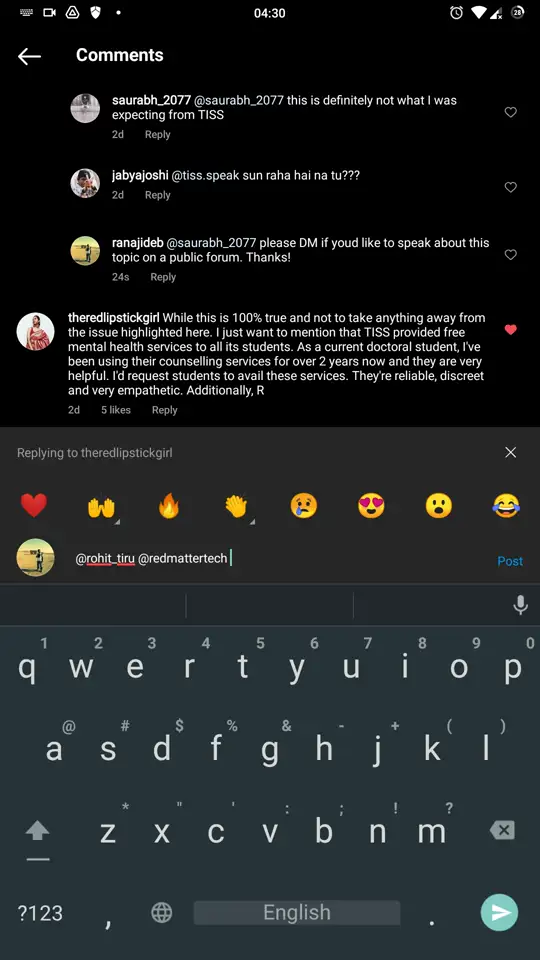 04:30
28
Comments
saurabh_2077 @saurabh_2077 this is definitely not what I was
expecting from TISS
2d Reply
jabyajoshi @tiss.speak sun raha hai na tu???
2d Reply
ranajideb @saurabh_2077 please DM if youd like to speak about this
topic on a public forum. Thanks!
24s Reply
theredlipstickgirl While this is 100% true and not to take anything away from
the issue highlighted here. I just want to mention that TISS provided free
mental health services to all its students. As a current doctoral student, I've
been using their counselling services for over 2 years now and they are very
helpful. I'd request students to avail these services. They're reliable, discreet
and very empathetic. Additionally, R
2d 5 likes Reply
Replying to theredlipstickgirl
@rohit_tiru @redmattertech
Post
1 2 3 4 5 6 7 8 9 0
q w e r t y u i o p
@ # $ % & - + ( )
a s d f g h j k l
* " ' : ; ! ?
z x c v b n m
?123 , English .